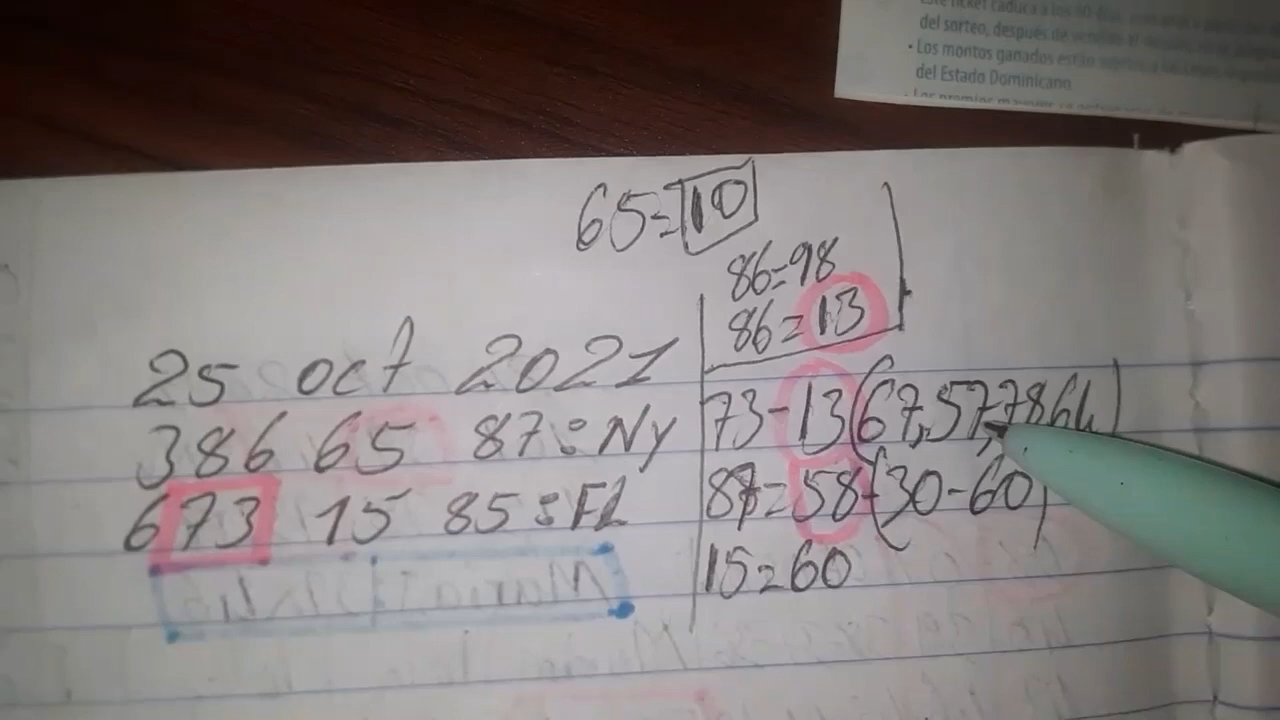 del sorteo, después de
• Los montos ganados están
del Estado Dominicano.
65=10
86=98
86=13
25 oct 2021
386 65 87:Ny
673 15 85:FL
73-13(67,57,7864)
87=58-(30-60)
15=60